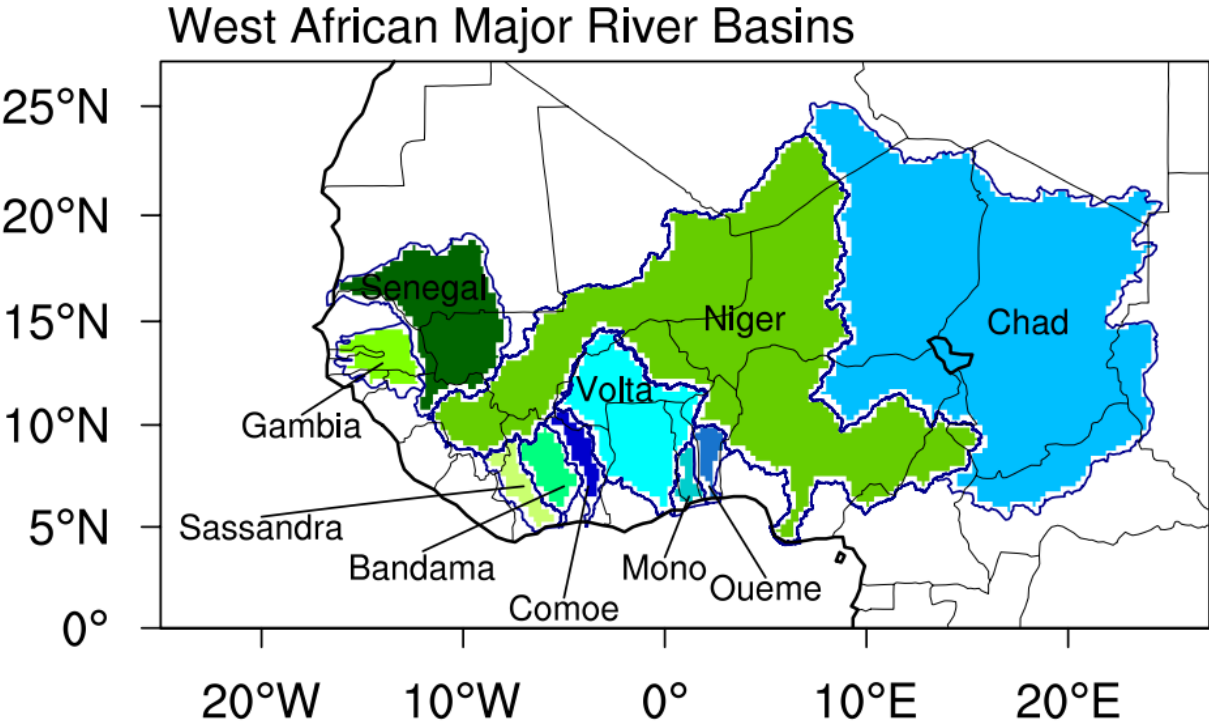 West African Major River Basins
25°N
20°N
15°N
10°N
5°N
0°
Senegal
Niger
Chad
Volta
Gambia
Sassandra
Bandama
Comoe
Mono
Oueme
20°W
10°W
0°
10°E
20°E